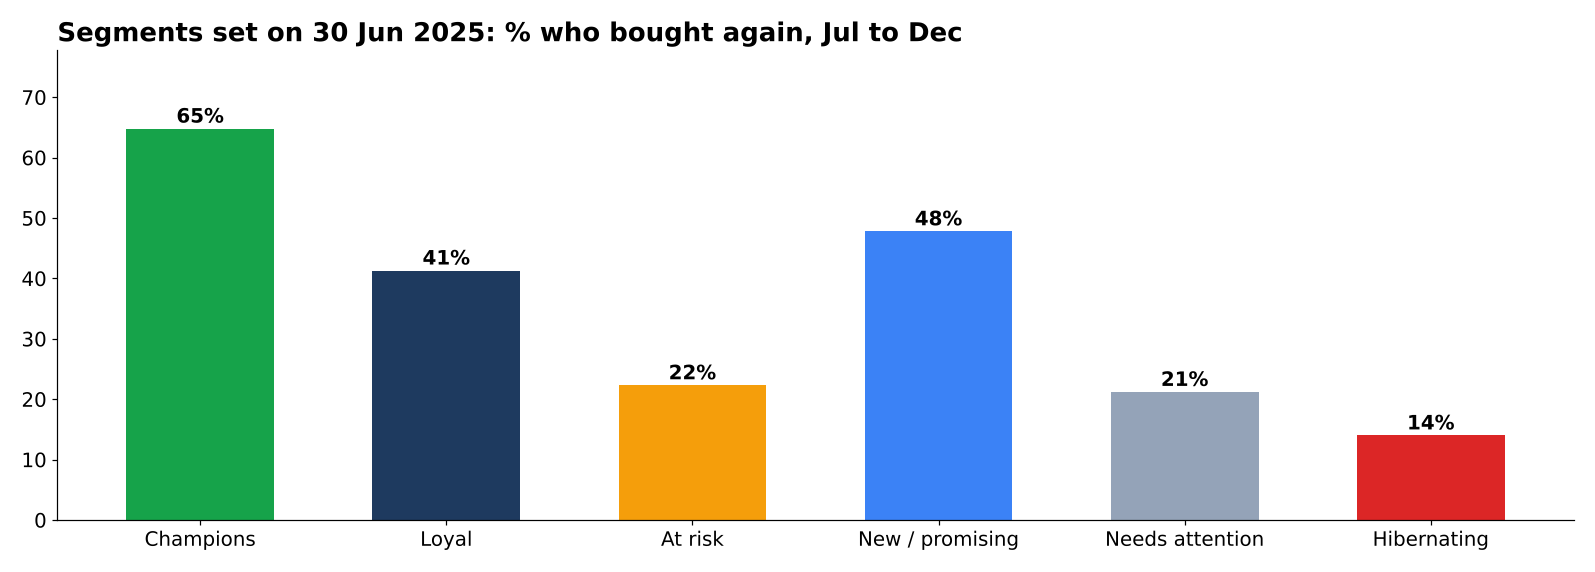 Segments set on 30 Jun 2025: % who bought again, Jul to Dec
70
60
50
40
30
20
10
0
65%
41%
22%
48%
21%
14%
Champions
Loyal
At risk
New / promising
Needs attention
Hibernating